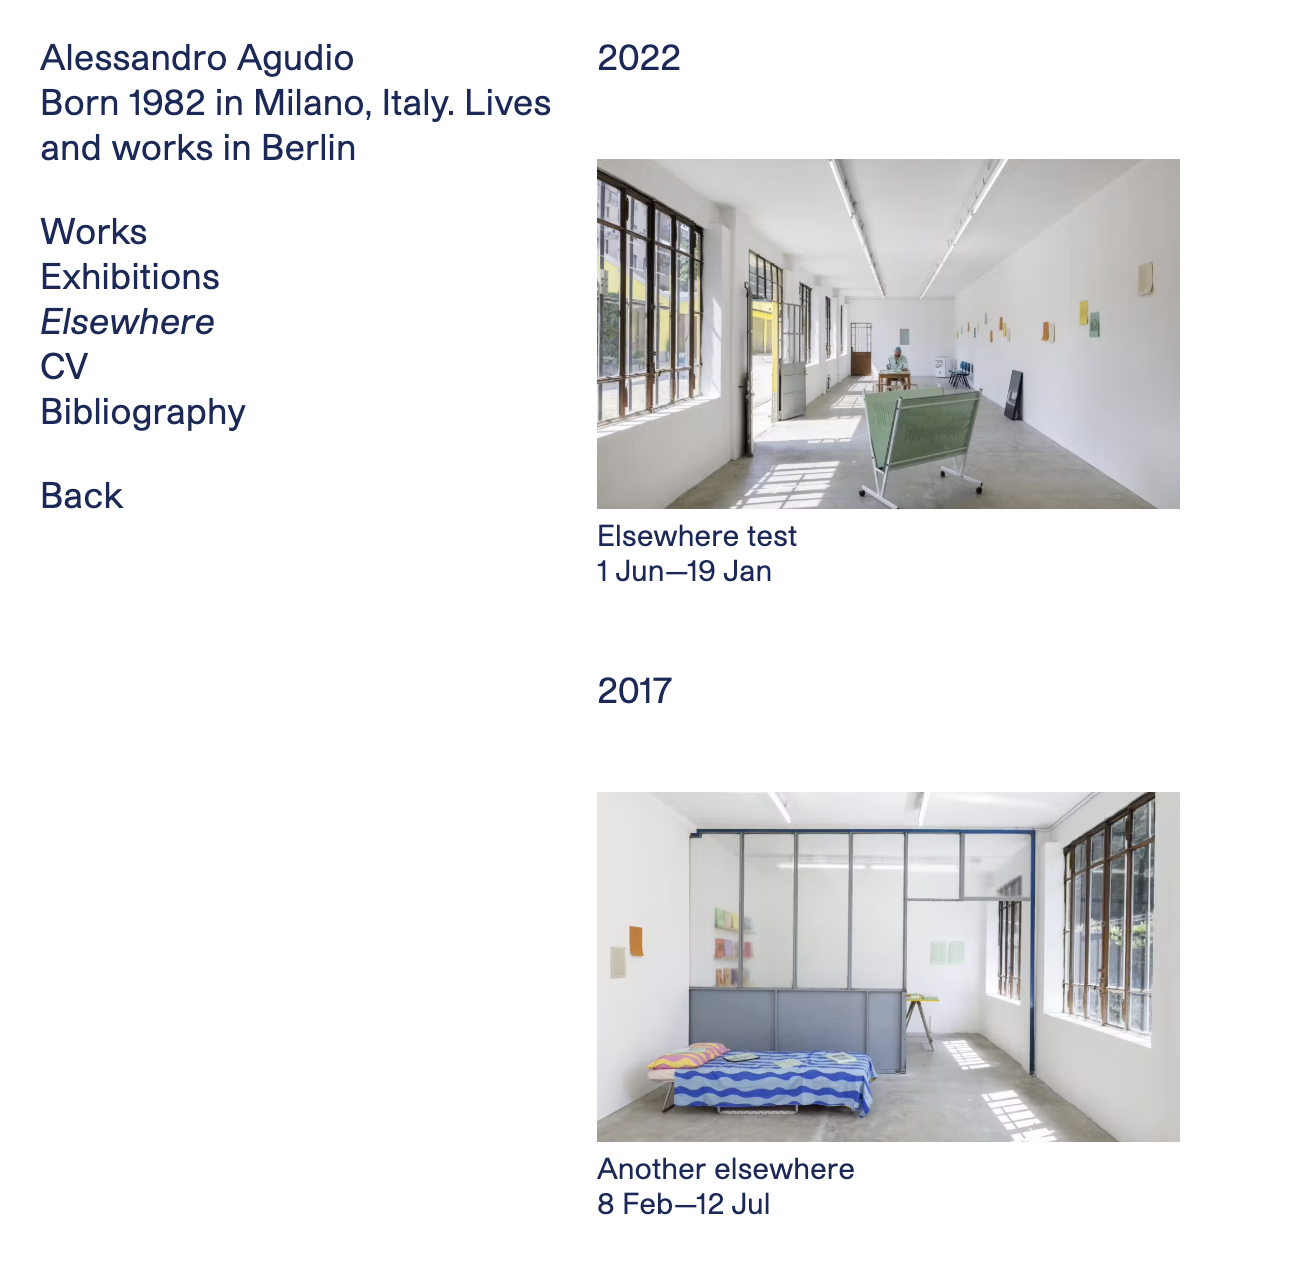 Alessandro Agudio
Born 1982 in Milano, Italy. Lives
and works in Berlin
Works
Exhibitions
Elsewhere
CV
Bibliography
Back
2022
Elsewhere test
1 Jun—19 Jan
2017
Another elsewhere
8 Feb—12 Jul